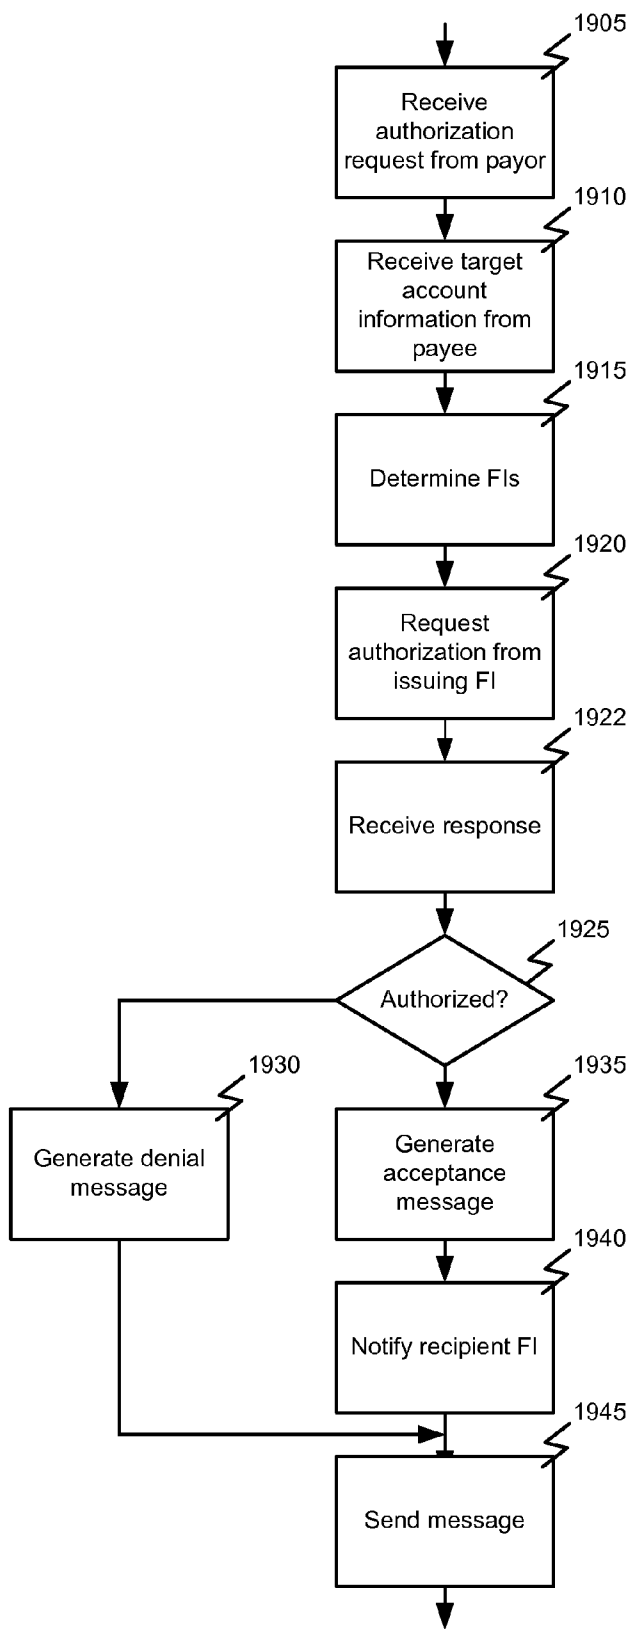 1905
Receive
authorization
request from payor
1910
Receive target
account
information from
payee
1915
Determine FIs
1920
Request
authorization from
issuing FI
1922
Receive response
1925
Authorized?
1930
Generate denial
message
1935
Generate
acceptance
message
1940
Notify recipient FI
1945
Send message